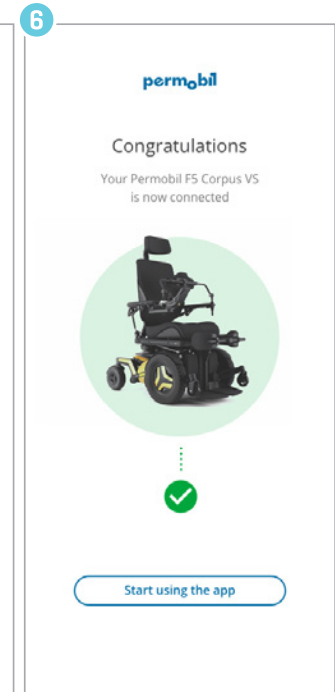 6
permobil
Congratulations
Your Permobil F5 Corpus VS
is now connected
Start using the app